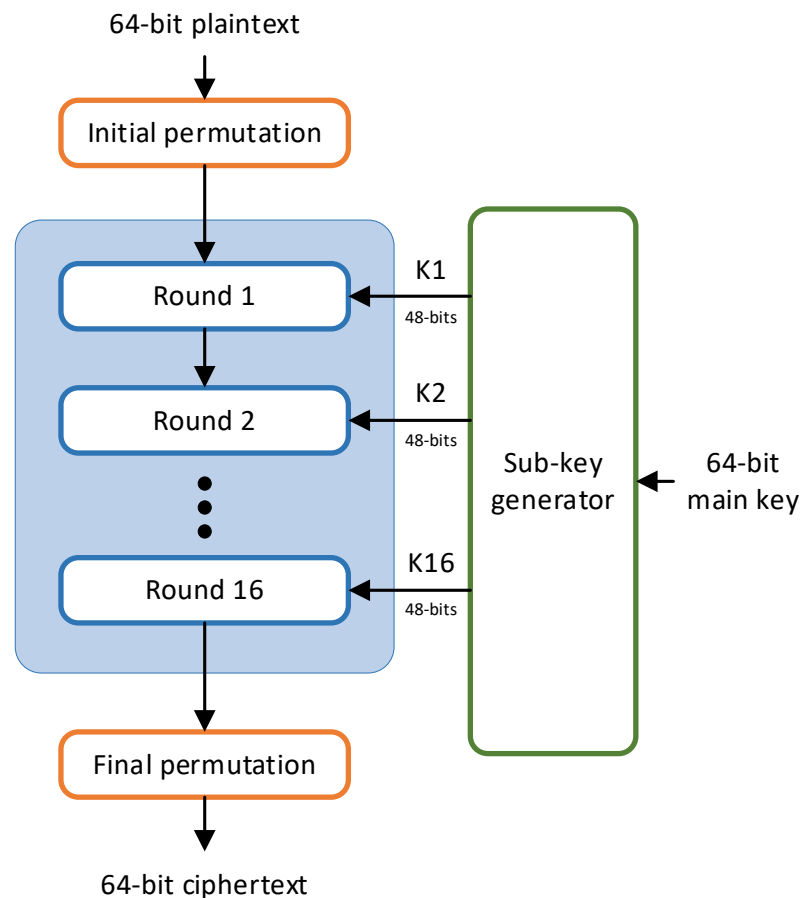 64-bit plaintext
Initial permutation
Round 1
K1
48-bits
Round 2
K2
48-bits
Sub-key
generator
64-bit
main key
Round 16
K16
48-bits
Final permutation
64-bit ciphertext